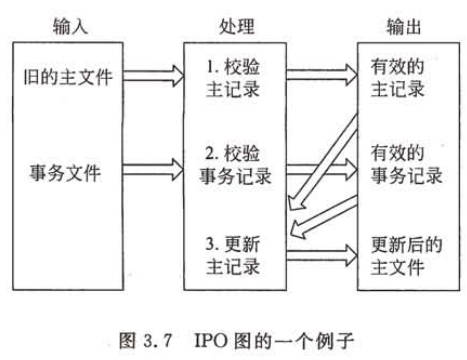 输入
处理
输出
旧的主文件
事务文件
1. 校验
主记录
2. 校验
事务记录
3. 更新
主记录
有效的
主记录
有效的
事务记录
更新后的
主文件
图 3.7 IPO 图的一个例子